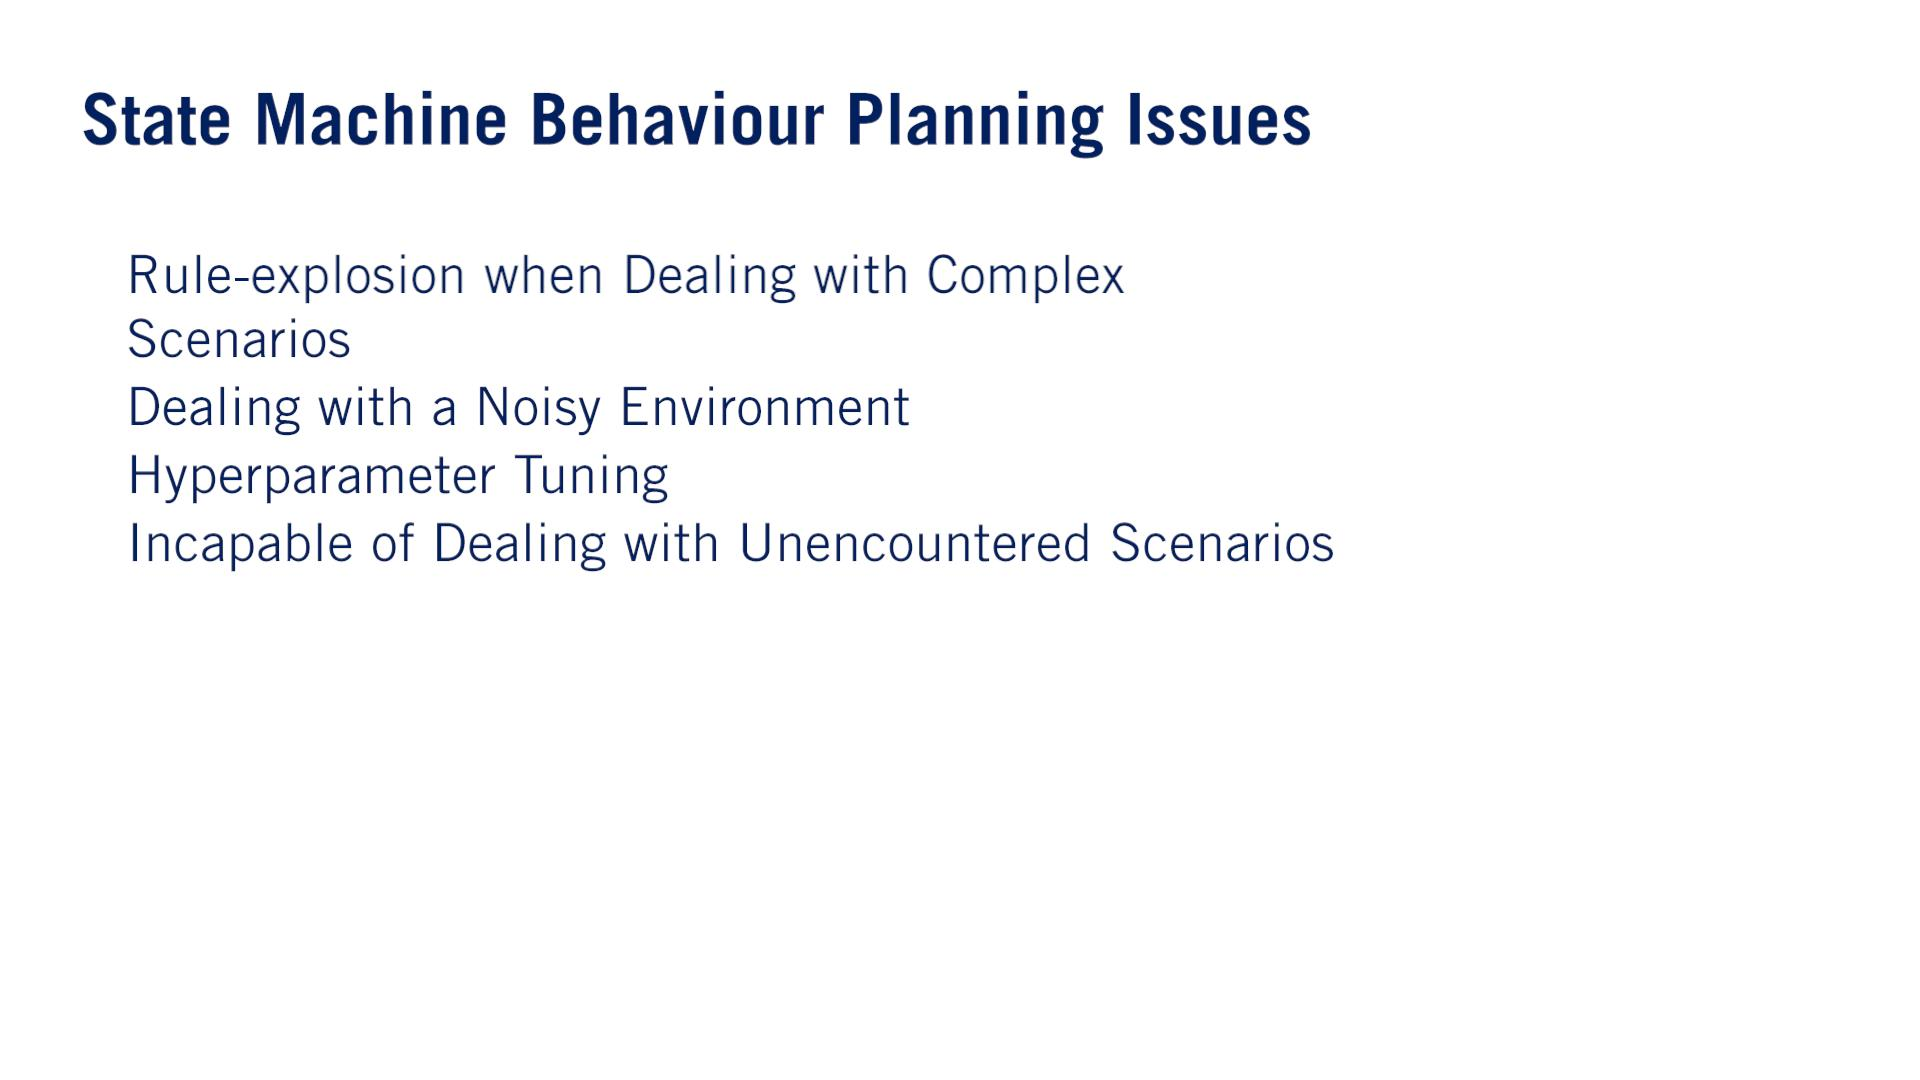 State Machine Behaviour Planning Issues
Rule-explosion when Dealing with Complex
Scenarios
Dealing with a Noisy Environment
Hyperparameter Tuning
Incapable of Dealing with Unencountered Scenarios